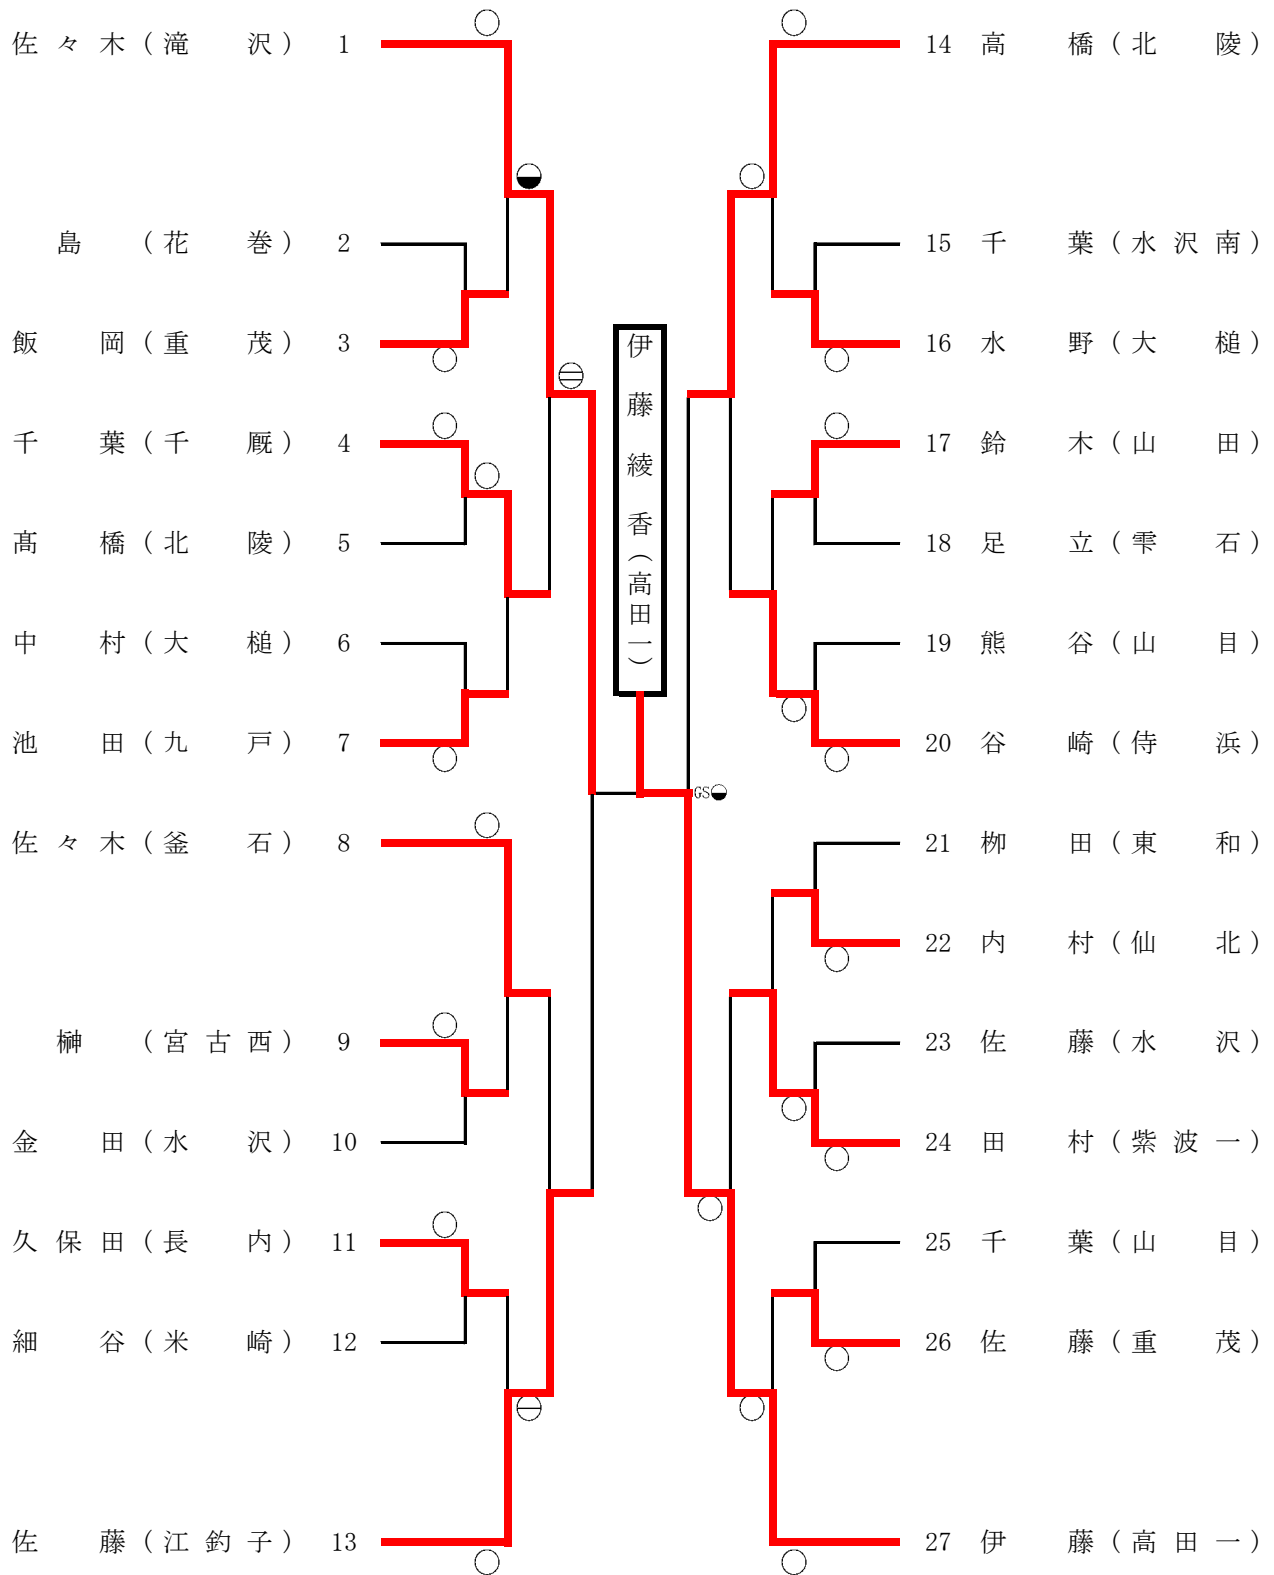 佐々木（滝　沢） 1
島　（花　巻） 2
飯　岡（重　茂） 3
千　葉（千　厩） 4
髙　橋（北　陵） 5
中　村（大　槌） 6
池　田（九　戸） 7
佐々木（釜　石） 8
榊　（宮古西） 9
金　田（水　沢） 10
久保田（長　内） 11
細　谷（米　崎） 12
佐　藤（江釣子） 13
伊藤綾香（高田一）
GS
14 高　橋（北　陵）
15 千　葉（水沢南）
16 水　野（大　槌）
17 鈴　木（山　田）
18 足　立（雫　石）
19 熊　谷（山　目）
20 谷　崎（侍　浜）
21 栁　田（東　和）
22 内　村（仙　北）
23 佐　藤（水　沢）
24 田　村（紫波一）
25 千　葉（山　目）
26 佐　藤（重　茂）
27 伊　藤（高田一）